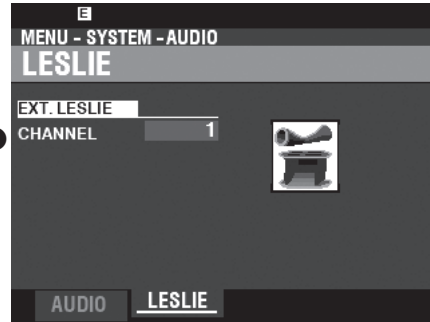 E
MENU - SYSTEM - AUDIO
LESLIE
EXT. LESLIE
CHANNEL 1
AUDIO LESLIE